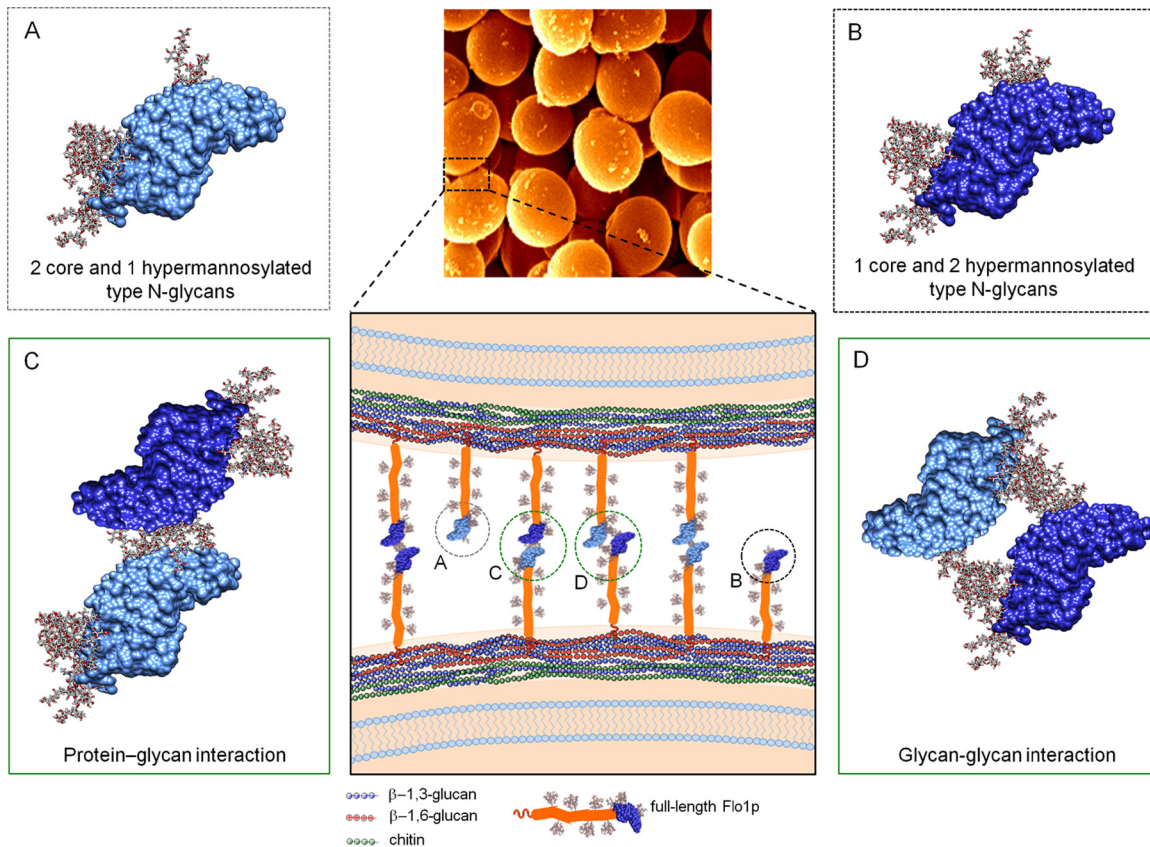 A
2 core and 1 hypermannosylated
type N-glycans
B
1 core and 2 hypermannosylated
type N-glycans
C
Protein–glycan interaction
A
C
D
B
D
Glycan-glycan interaction
β–1,3-glucan
β–1,6-glucan
chitin
full-length Flo1p